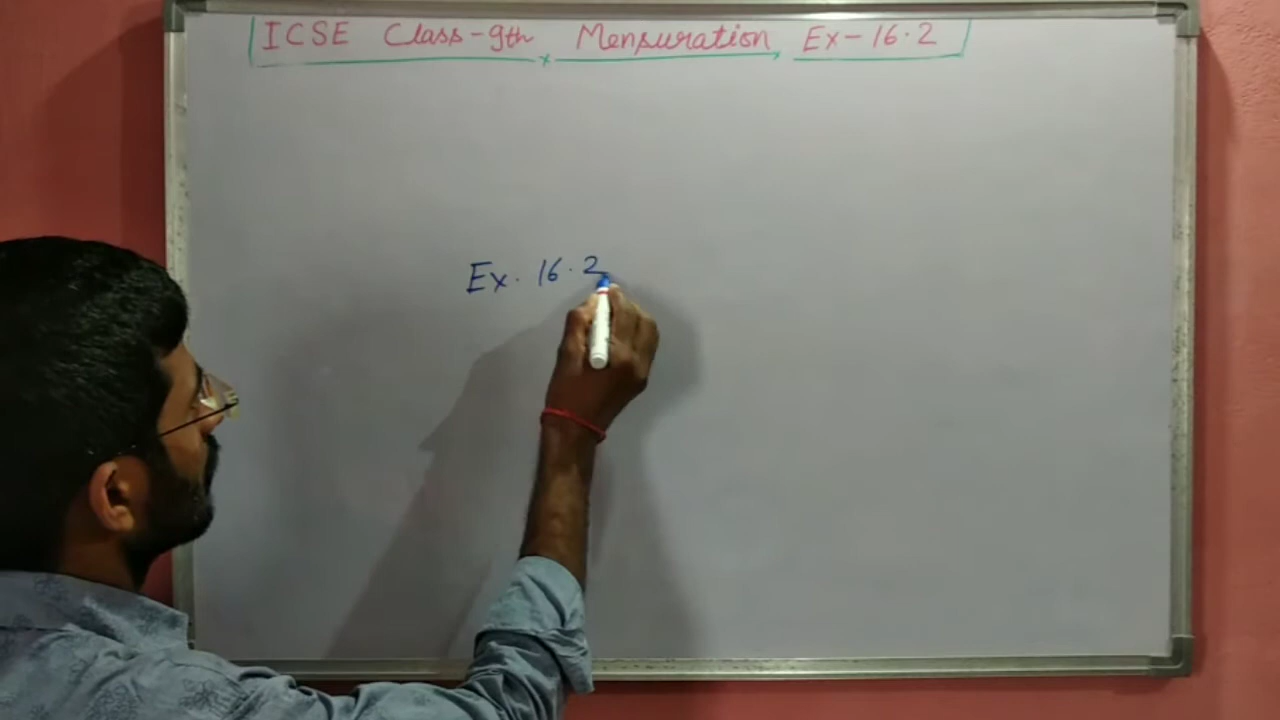 ICSE Class-9th, Mensuration, Ex-16.2
Ex. 16.2